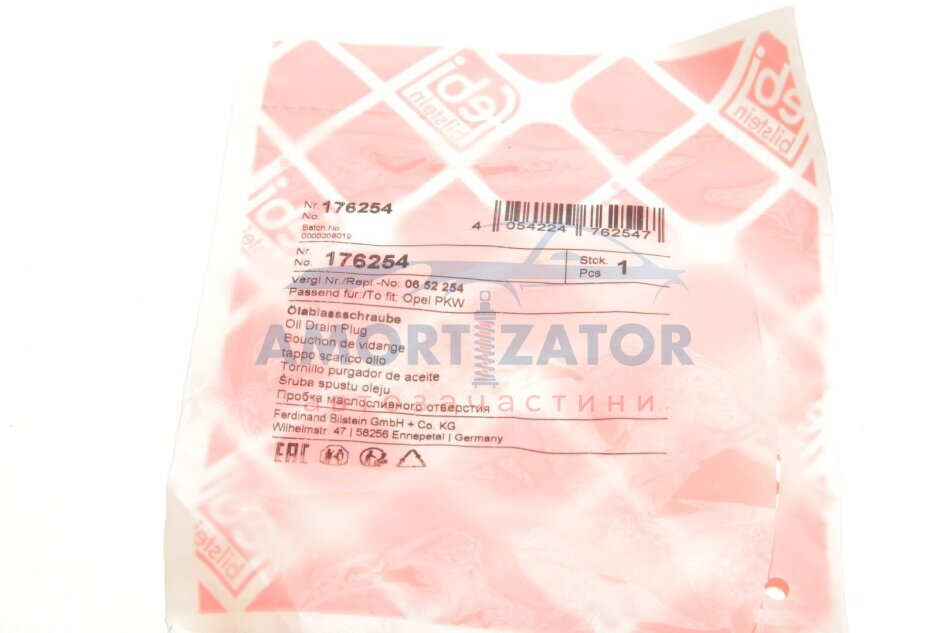 febi
bilstein
febi
bilstein
Nr. 176254
No
Batch No
0000208019
4 054224 762547
Nr.
No. 176254
Stck.
Pcs 1
Vergl.Nr./Repl.-No: 06 52 254
Passend für:/To fit: Opel PKW
Ölablassschraube
Oil Drain Plug
Bouchon de vidange
tappo scarico olio
Tornillo purgador de aceite
Śruba spustu oleju
Пробка маслосливного отверстия
Ferdinand Bilstein GmbH + Co. KG
Wilhelmstr. 47 | 58256 Ennepetal | Germany
EAC
AMORTIZATOR
автозапчастини
bilstein